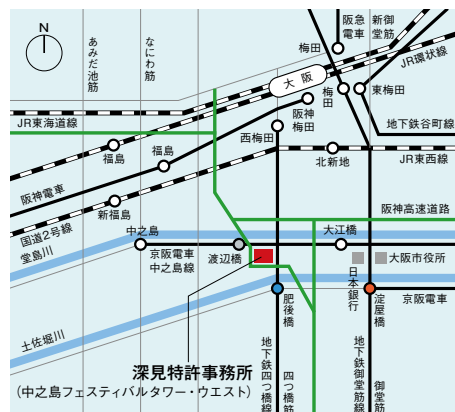 N
あみだ池筋
なにわ筋
阪急電車
新御堂筋
梅田
JR環状線
大阪
梅田
東梅田
阪神梅田
JR東海道線
西梅田
地下鉄谷町線
福島
福島
北新地
JR東西線
阪神電車
新福島
国道2号線
阪神高速道路
堂島川
中之島
渡辺橋
大江橋
京阪電車
中之島線
日本銀行
大阪市役所
肥後橋
淀屋橋
京阪電車
土佐堀川
地下鉄四つ橋線
四つ橋筋
地下鉄御堂筋線
御堂筋
深見特許事務所
(中之島フェスティバルタワー・ウエスト)